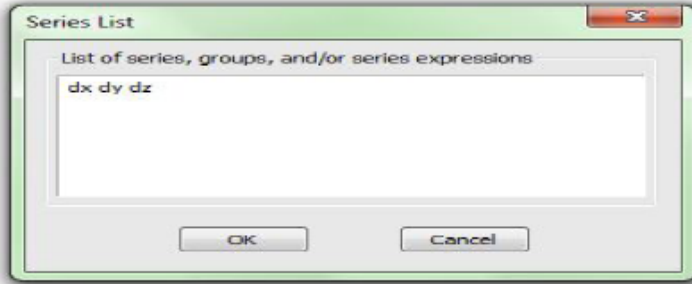 Series List
List of series, groups, and/or series expressions
dx dy dz
OK
Cancel